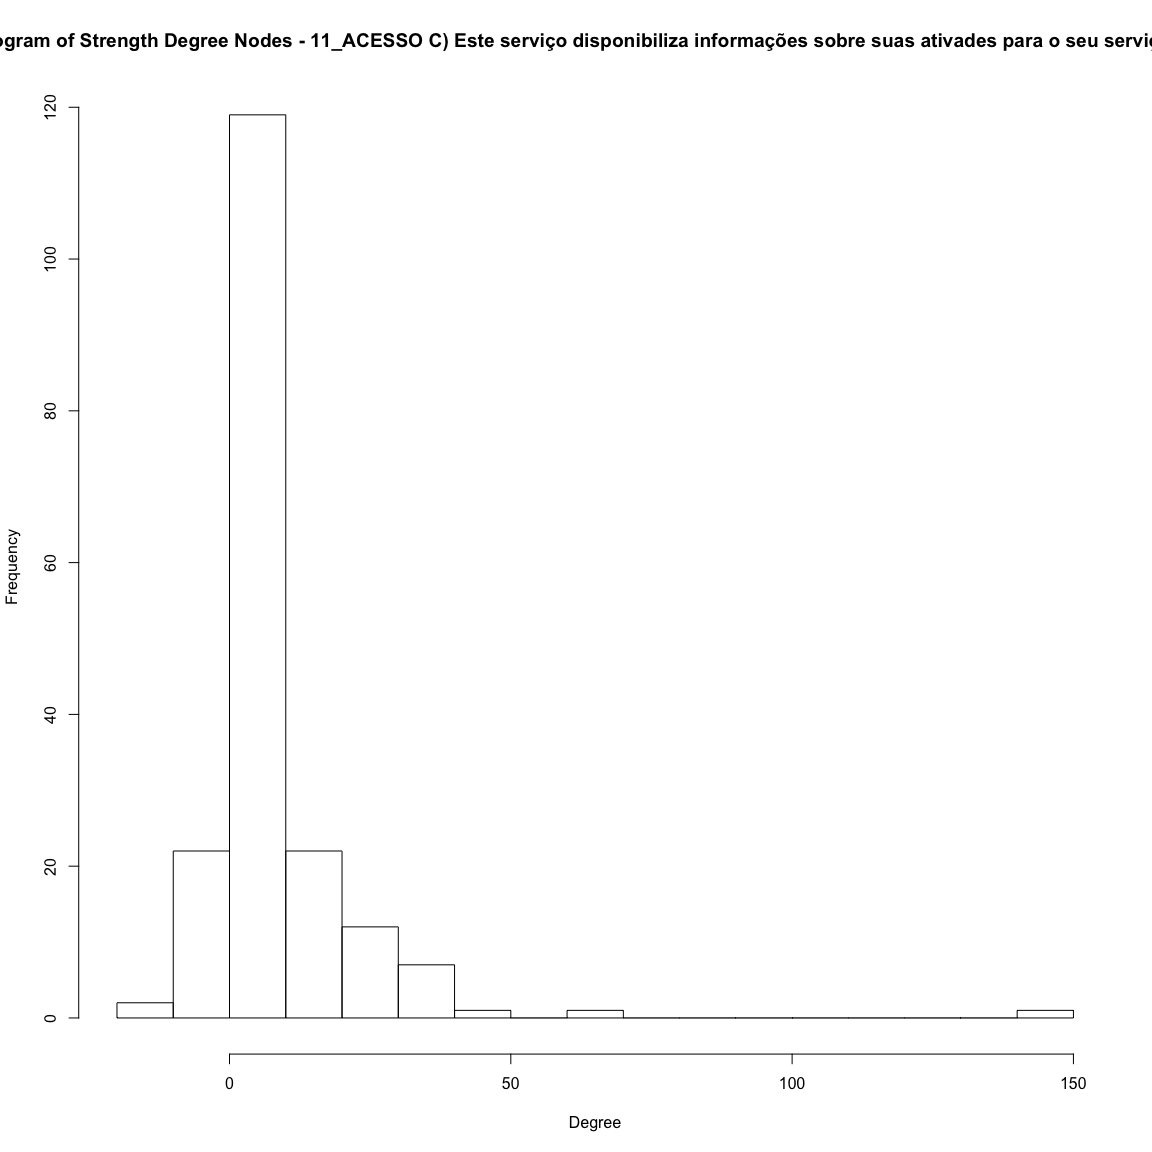 ogram of Strength Degree Nodes - 11_ACESSO C) Este serviço disponibiliza informações sobre suas ativades para o seu serviç
120
100
80
60
40
20
0
Frequency
0 50 100 150
Degree